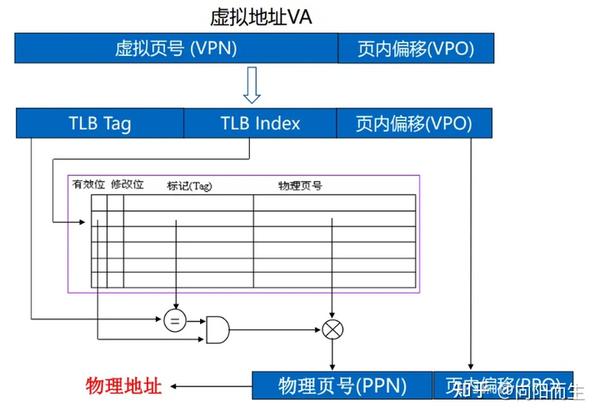 虚拟地址VA
虚拟页号 (VPN) 页内偏移(VPO)
TLB Tag TLB Index 页内偏移(VPO)
有效位 修改位 标记(Tag) 物理页号
=
物理地址 物理页号(PPN) 页内偏移(PPO)
知乎 @向阳而生